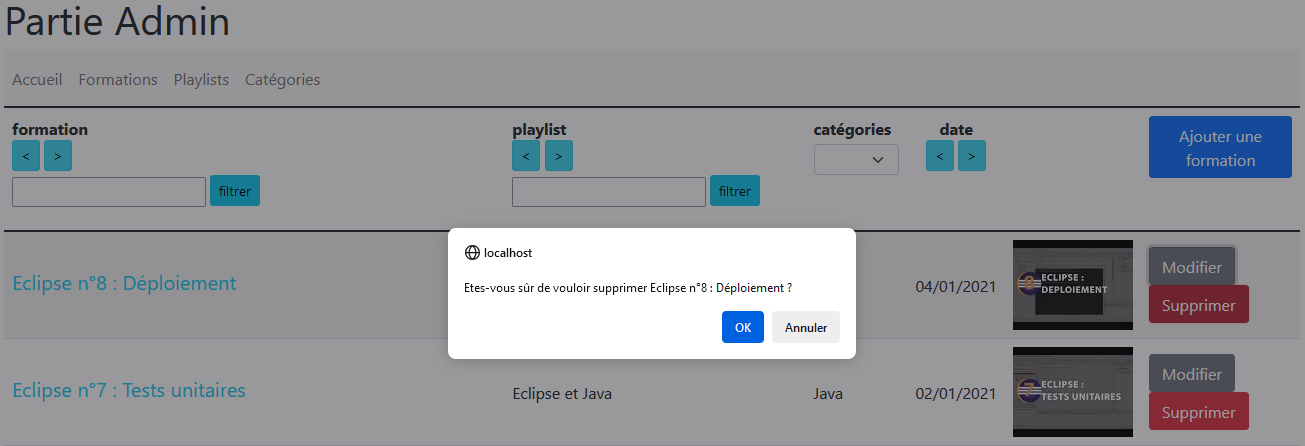 Partie Admin
Accueil Formations Playlists Catégories
formation playlist catégories date
< > < > < > Ajouter une
formation
filtrer filtrer
localhost
Etes-vous sûr de vouloir supprimer Eclipse n°8 : Déploiement ?
OK Annuler
Eclipse n°8 : Déploiement 04/01/2021
8 ECLIPSE :
DEPLOIEMENT
Modifier
Supprimer
Eclipse n°7 : Tests unitaires Eclipse et Java Java 02/01/2021
7 ECLIPSE :
TESTS UNITAIRES
Modifier
Supprimer